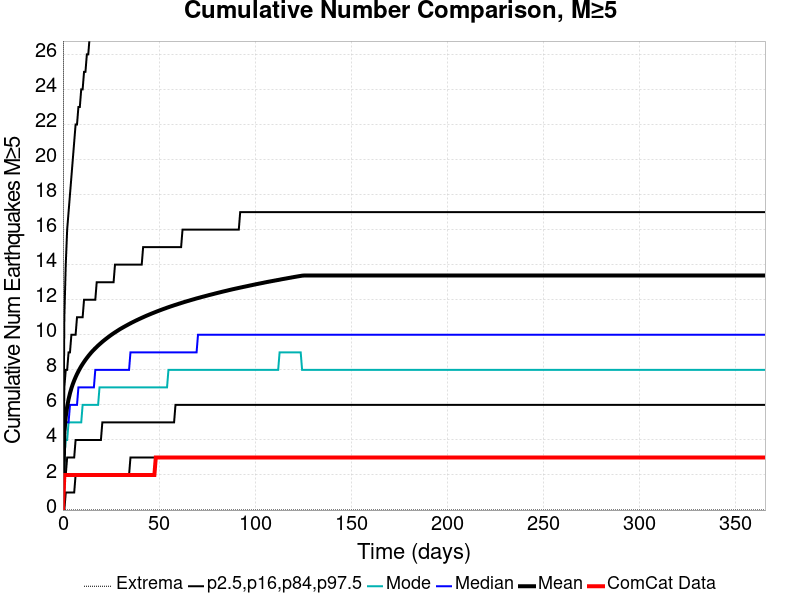 Cumulative Number Comparison, M≥5
Cumulative Num Earthquakes M≥5
26
24
22
20
18
16
14
12
10
8
6
4
2
0
0 50 100 150 200 250 300 350
Time (days)
Extrema p2.5,p16,p84,p97.5 Mode Median Mean ComCat Data